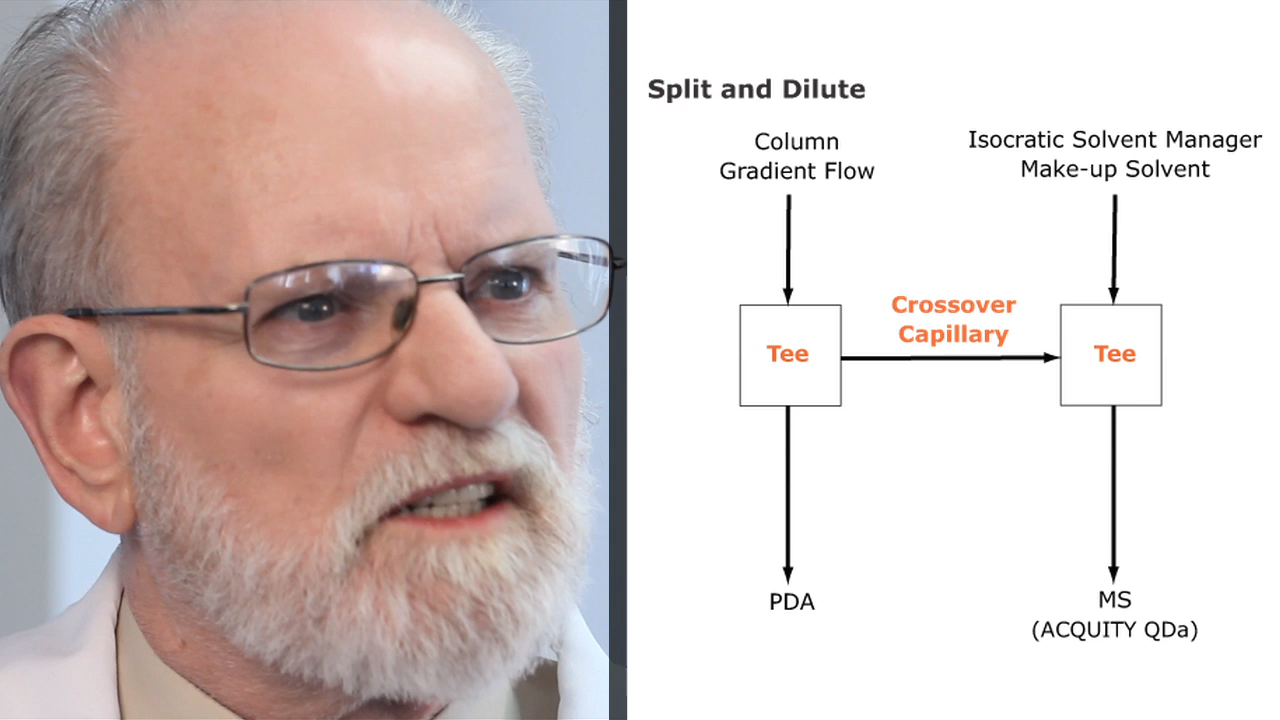 Split and Dilute
Column
Gradient Flow
Isocratic Solvent Manager
Make-up Solvent
Crossover
Capillary
Tee
Tee
PDA
MS
(ACQUITY QDa)